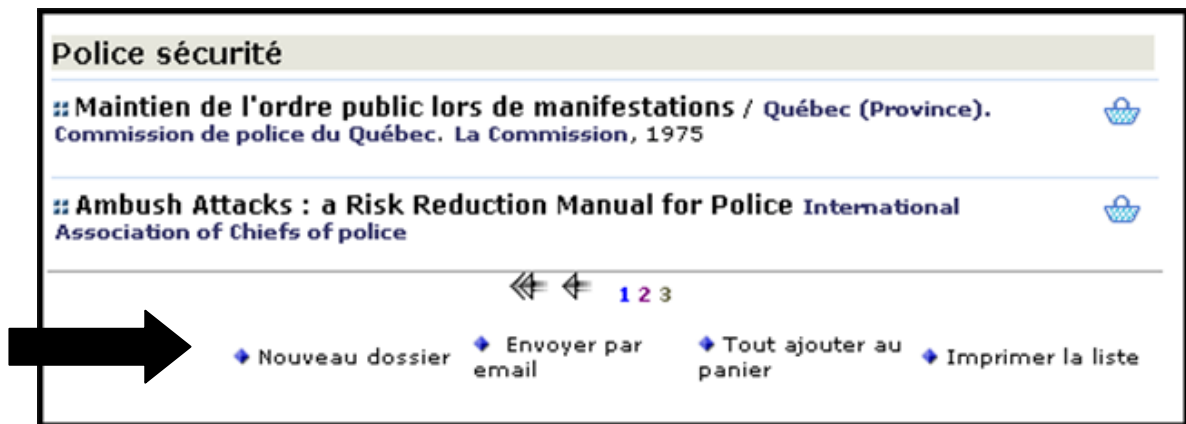 Police sécurité
Maintien de l'ordre public lors de manifestations / Québec (Province).
Commission de police du Québec. La Commission, 1975
Ambush Attacks : a Risk Reduction Manual for Police International
Association of Chiefs of police
1 2 3
Nouveau dossier
Envoyer par
email
Tout ajouter au
panier
Imprimer la liste